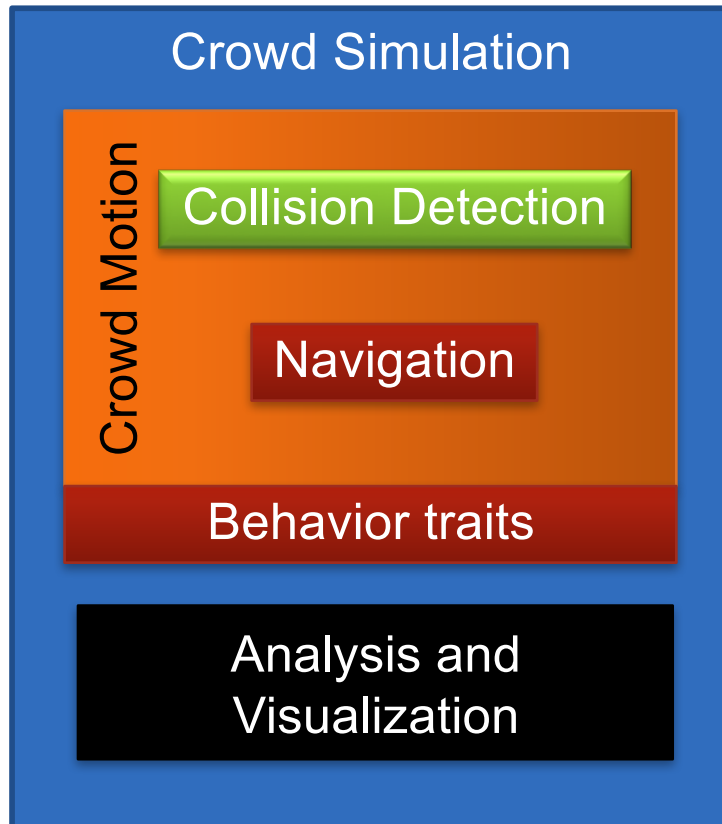 Crowd Simulation
Crowd Motion
Collision Detection
Navigation
Behavior traits
Analysis and
Visualization